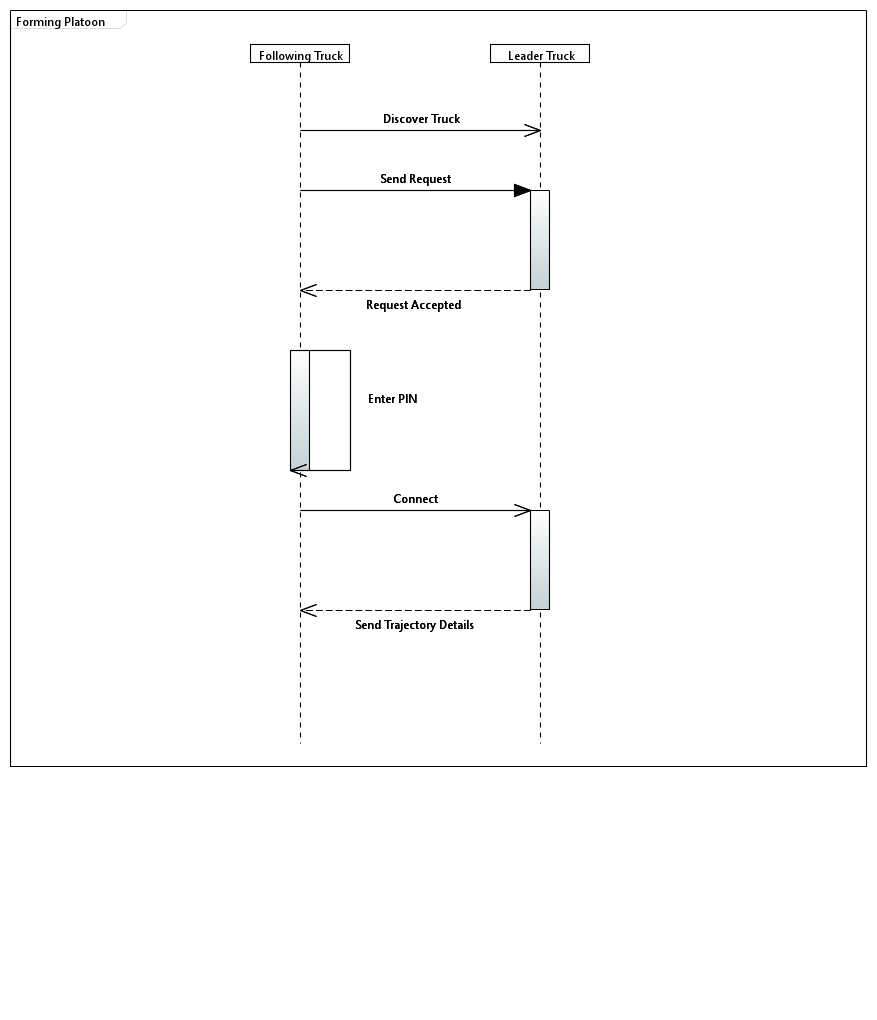 Forming Platoon
Following Truck
Leader Truck
Discover Truck
Send Request
Request Accepted
Enter PIN
Connect
Send Trajectory Details